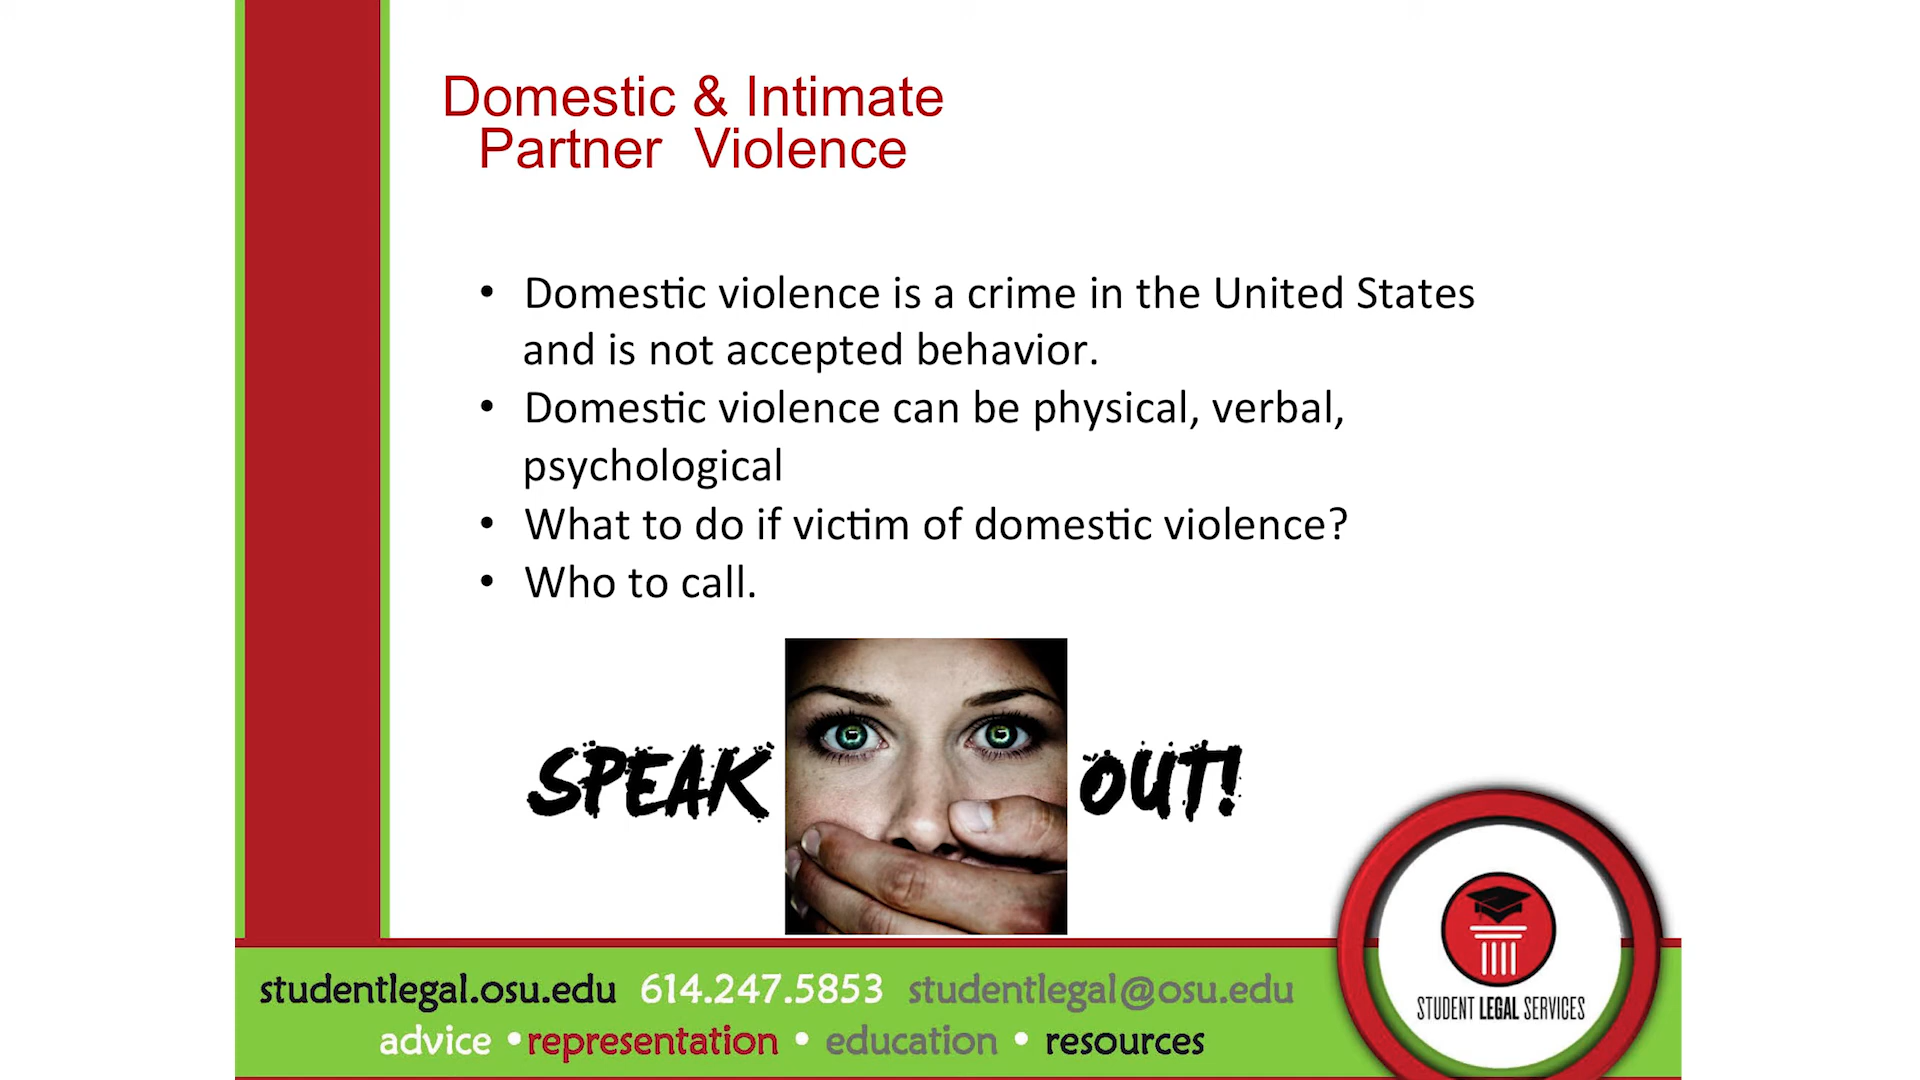 Domestic & Intimate
Partner Violence
• Domestic violence is a crime in the United States
and is not accepted behavior.
• Domestic violence can be physical, verbal,
psychological
• What to do if victim of domestic violence?
• Who to call.
SPEAK OUT!
STUDENT LEGAL SERVICES
studentlegal.osu.edu 614.247.5853 studentlegal@osu.edu
advice • representation • education • resources